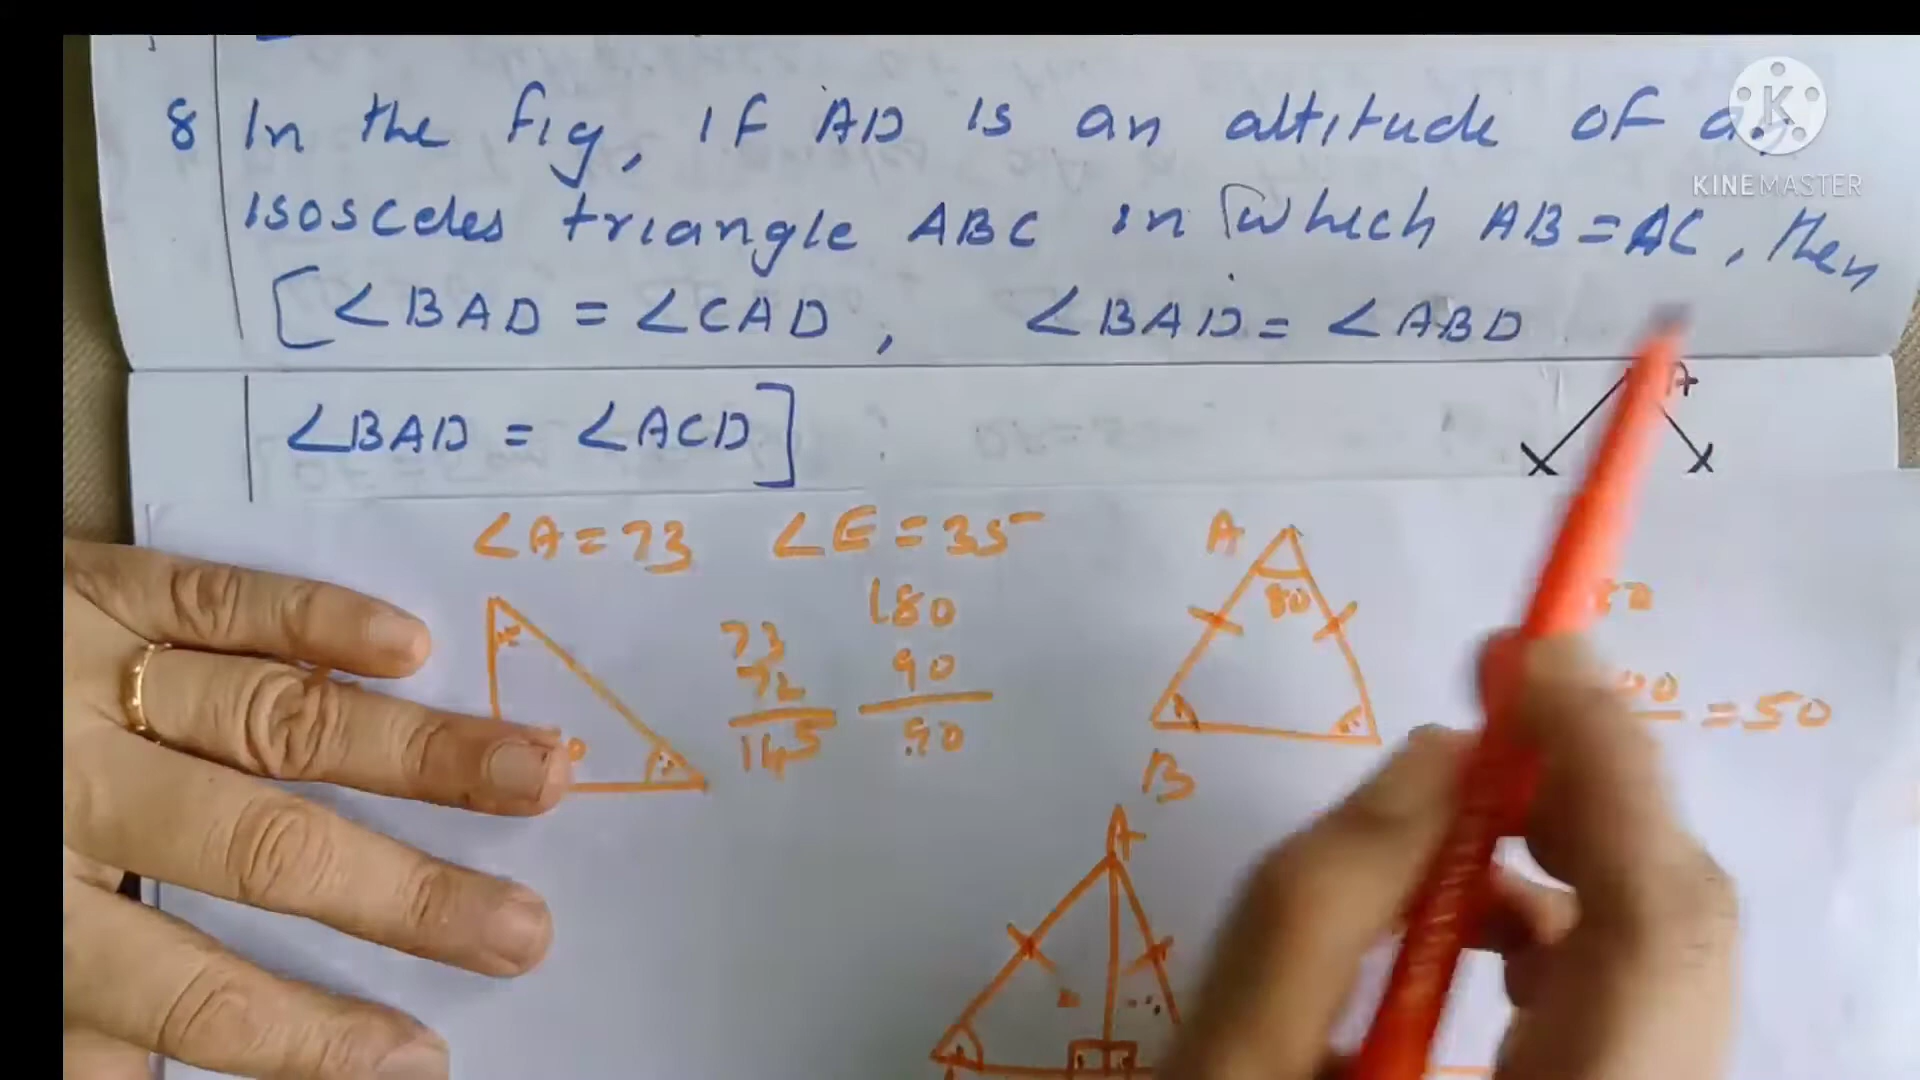 8 In the fig, if AD is an altitude of an
isosceles triangle ABC in which AB = AC, then
[∠BAD = ∠CAD, ∠BAD = ∠ABD
∠BAD = ∠ACD]
KINEMASTER
A
∠A = 73 ∠E = 35
180
73
90
72
145
90
A
80
B
= 50
A